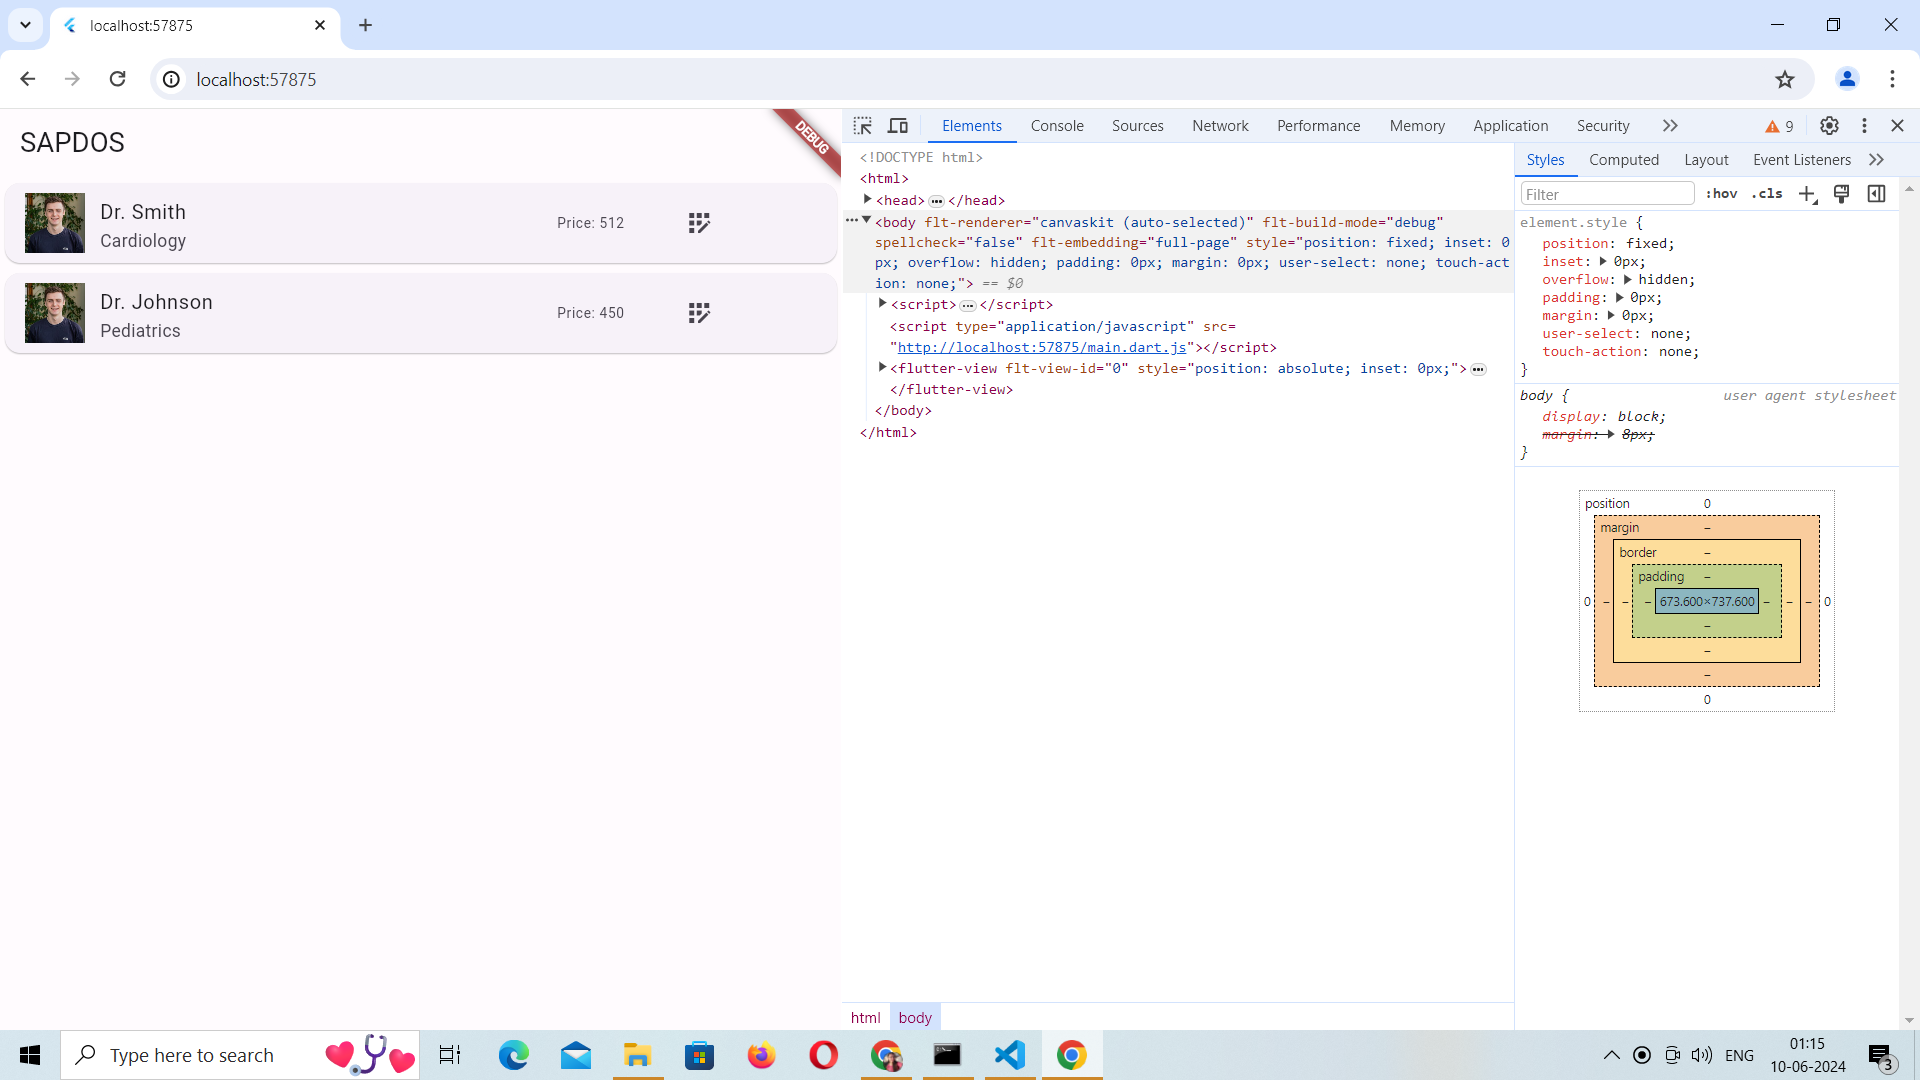 localhost:57875
localhost:57875
SAPDOS
DEBUG
Dr. Smith
Cardiology
Price: 512
Dr. Johnson
Pediatrics
Price: 450
Elements Console Sources Network Performance Memory Application Security 9
<!DOCTYPE html>
<html>
<head> </head>
<body flt-renderer="canvaskit (auto-selected)" flt-build-mode="debug"
spellcheck="false" flt-embedding="full-page" style="position: fixed; inset: 0
px; overflow: hidden; padding: 0px; margin: 0px; user-select: none; touch-act
ion: none;"> == $0
<script> </script>
<script type="application/javascript" src=
"http://localhost:57875/main.dart.js"></script>
<flutter-view flt-view-id="0" style="position: absolute; inset: 0px;">
</flutter-view>
</body>
</html>
html body
Styles Computed Layout Event Listeners
Filter :hov .cls
element.style {
position: fixed;
inset: 0px;
overflow: hidden;
padding: 0px;
margin: 0px;
user-select: none;
touch-action: none;
}
body { user agent stylesheet
display: block;
margin: 8px;
}
position 0
margin –
border –
padding –
0 – – – 673.600×737.600 – – – 0
–
–
–
0
Type here to search
ENG
01:15
10-06-2024
3